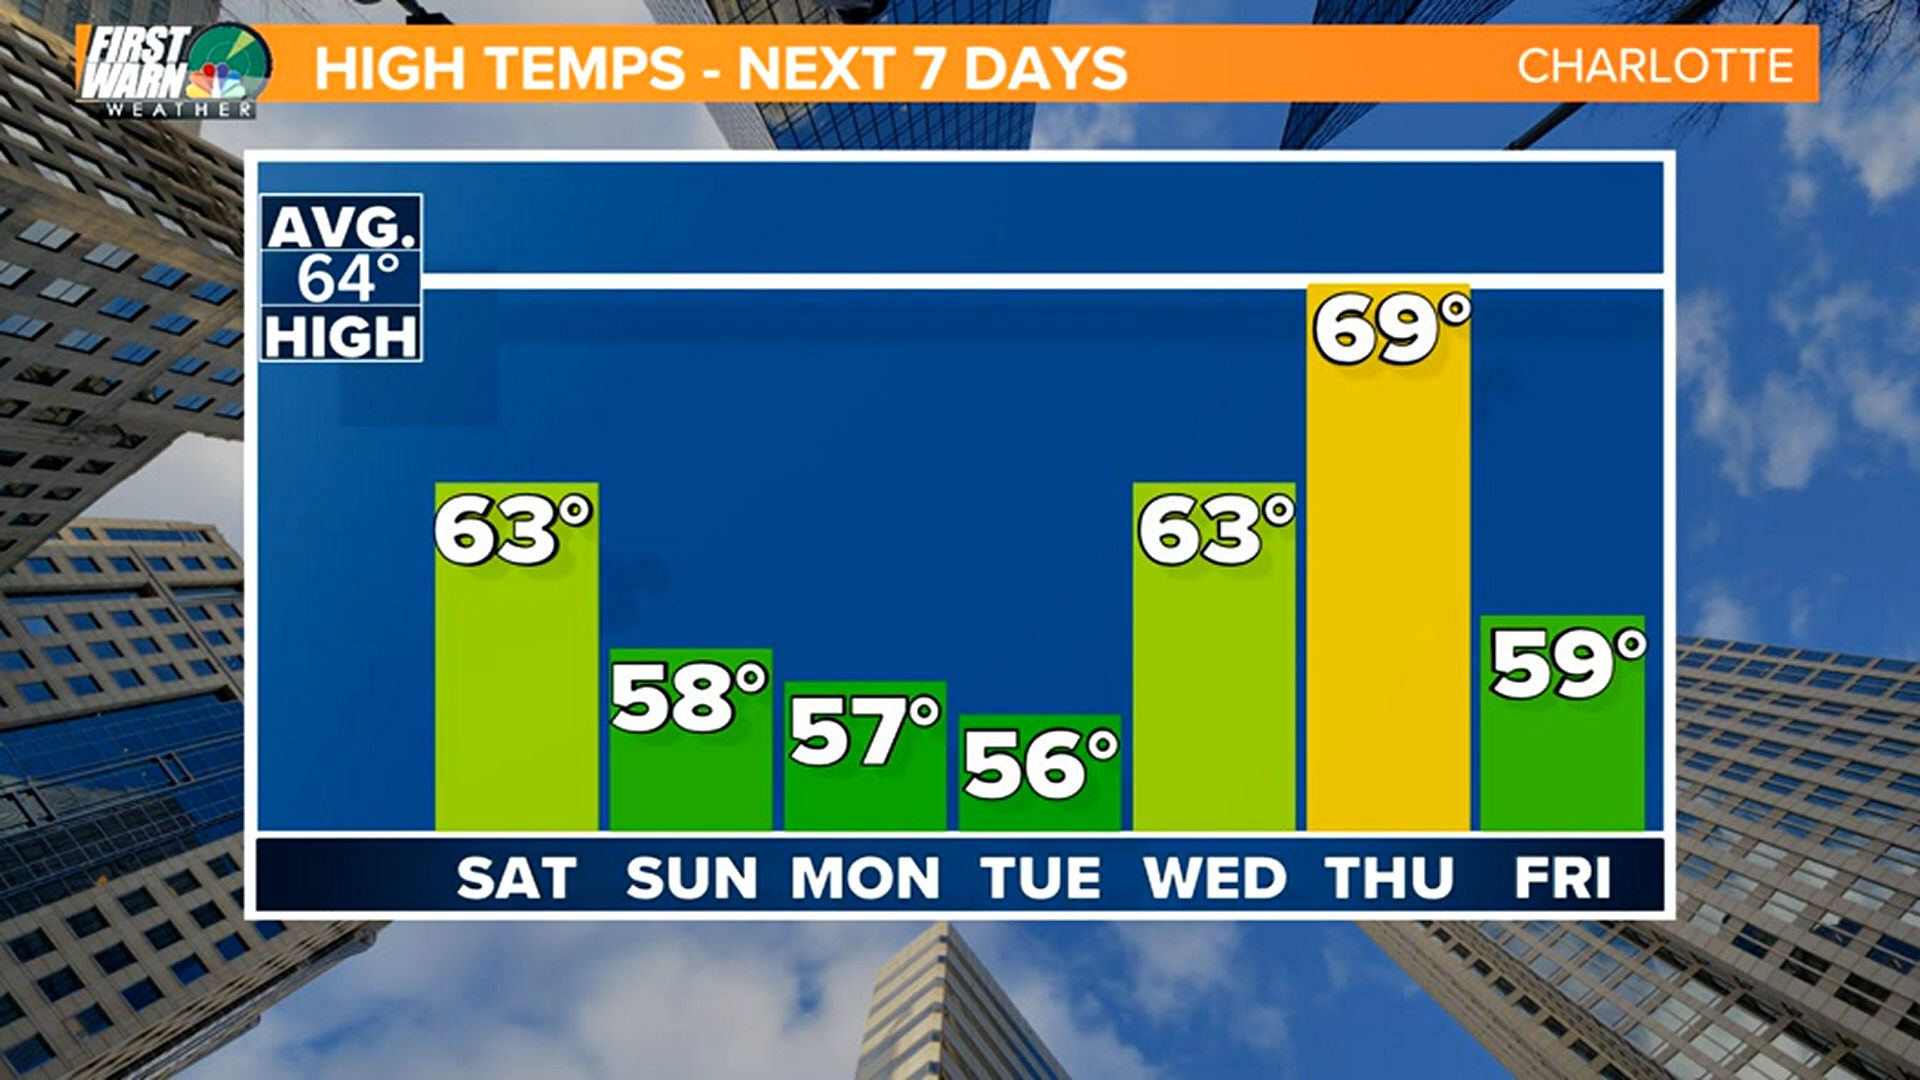 FIRST
WARN
WEATHER
HIGH TEMPS - NEXT 7 DAYS
CHARLOTTE
AVG.
64°
HIGH
63°
58°
57°
56°
63°
69°
59°
SAT SUN MON TUE WED THU FRI